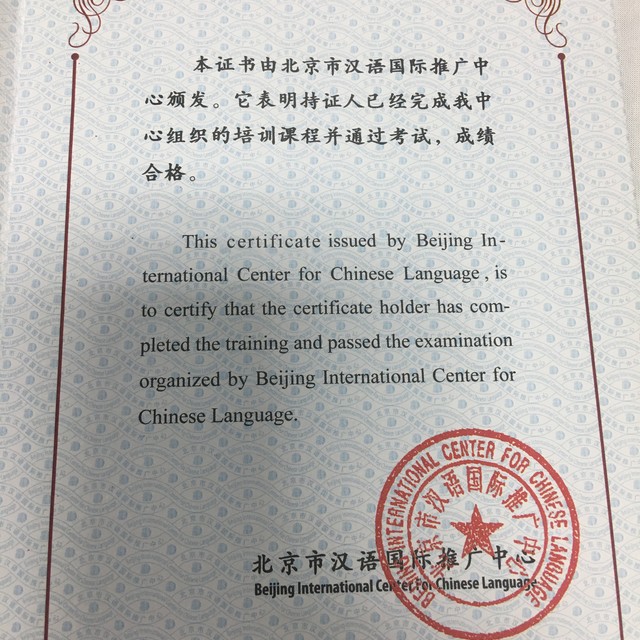 本证书由北京市汉语国际推广中
心颁发。它表明持证人已经完成我中
心组织的培训课程并通过考试，成绩
合格。
This certificate issued by Beijing In-
ternational Center for Chinese Language , is
to certify that the certificate holder has com-
pleted the training and passed the examination
organized by Beijing International Center for
Chinese Language.
BEIJING INTERNATIONAL CENTER FOR CHINESE LANGUAGE
北京市汉语国际推广中心
北京市汉语国际推广中心
Beijing International Center For Chinese Language